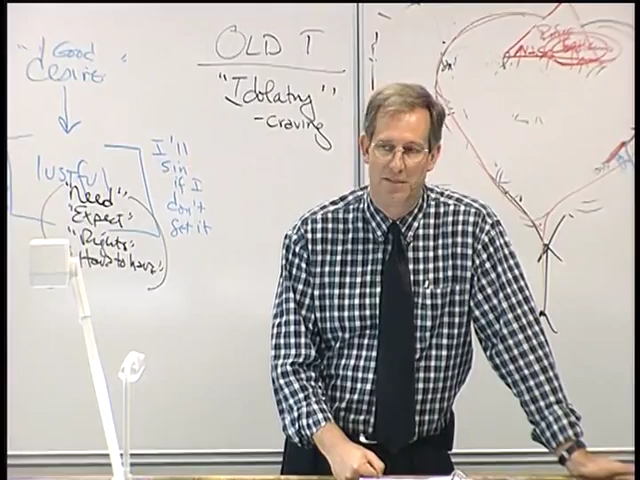 "Good
desire"
lustful
"Need"
"Expect"
"Rights"
"Have to have"
I'll
sin
if I
don't
get it
OLD T
"Idolatry"
-craving